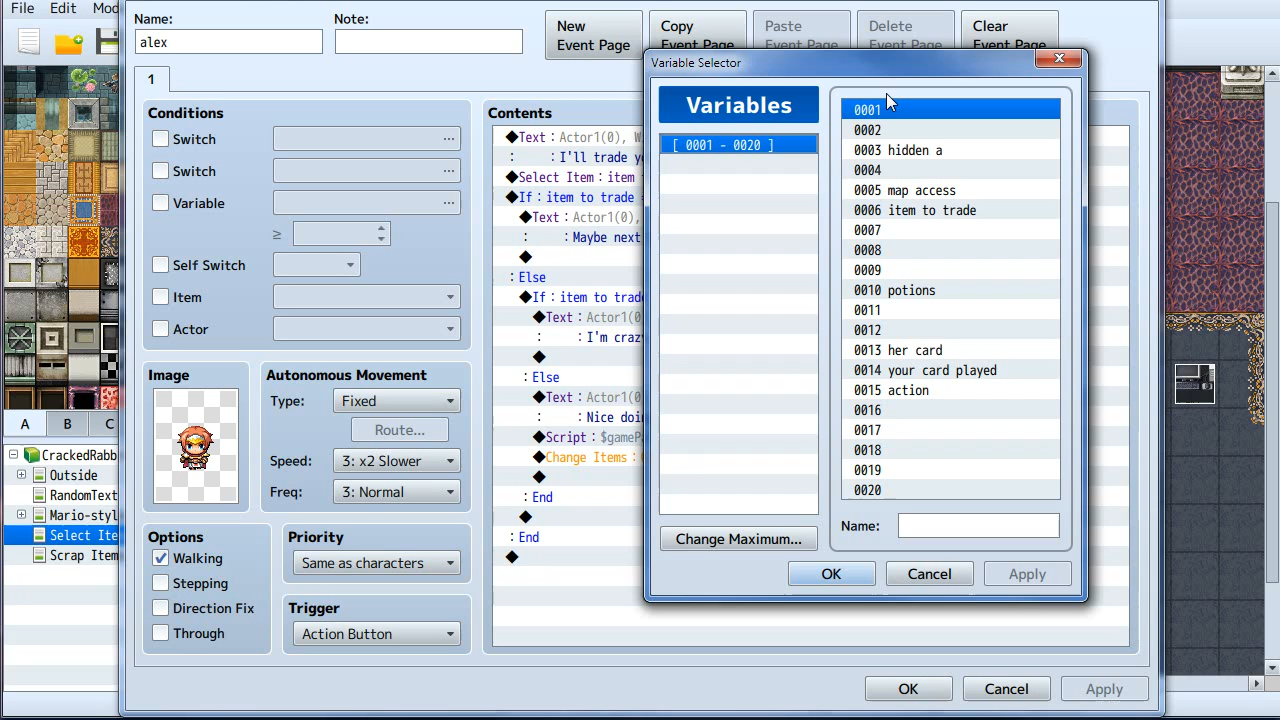 File Edit Mod
Name:
Note:
alex
New
Event Page
Copy
Event Page
Paste
Event Page
Delete
Event Page
Clear
Event Page
1
Conditions
Switch ...
Switch ...
Variable ...
≥
Self Switch
Item
Actor
Image
Autonomous Movement
Type: Fixed
Route...
Speed: 3: x2 Slower
Freq: 3: Normal
Options
Walking
Stepping
Direction Fix
Through
Priority
Same as characters
Trigger
Action Button
Contents
◆Text：Actor1(0), W
: ：I'll trade y
◆Select Item：item
◆If：item to trade
◆Text：Actor1(0),
: ：Maybe next
◆
：Else
◆If：item to trad
◆Text：Actor1(0
: ：I'm craz
◆
：Else
◆Text：Actor1(0
: ：Nice doi
◆Script：$gameP
◆Change Items：
◆
：End
◆
：End
◆
Variable Selector
Variables
[ 0001 - 0020 ]
Change Maximum...
0001
0002
0003 hidden a
0004
0005 map access
0006 item to trade
0007
0008
0009
0010 potions
0011
0012
0013 her card
0014 your card played
0015 action
0016
0017
0018
0019
0020
Name:
OK
Cancel
Apply
A B C
CrackedRabb
Outside
RandomText
Mario-styl
Select Ite
Scrap Item
OK
Cancel
Apply